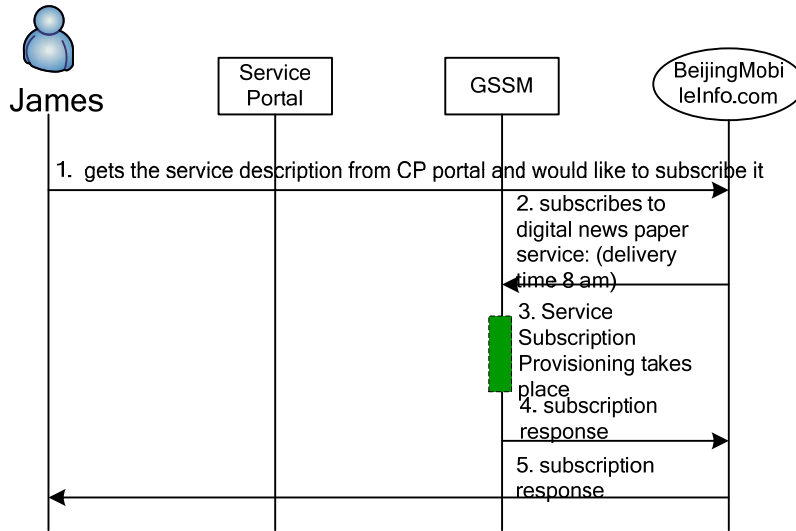 James
Service
Portal
GSSM
BeijingMobi
leInfo.com
1. gets the service description from CP portal and would like to subscribe it
2. subscribes to
digital news paper
service: (delivery
time 8 am)
3. Service
Subscription
Provisioning takes
place
4. subscription
response
5. subscription
response